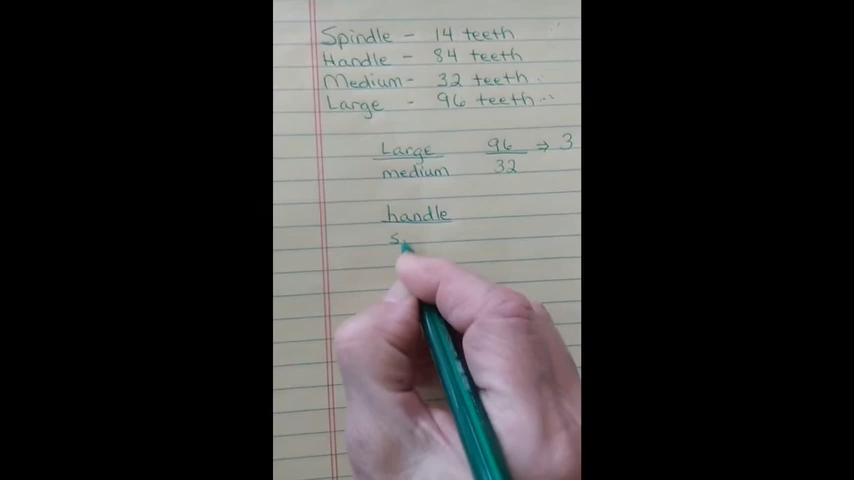 Spindle - 14 teeth
Handle - 84 teeth
Medium - 32 teeth
Large - 96 teeth
Large 96 ⇒ 3
medium 32
handle
s